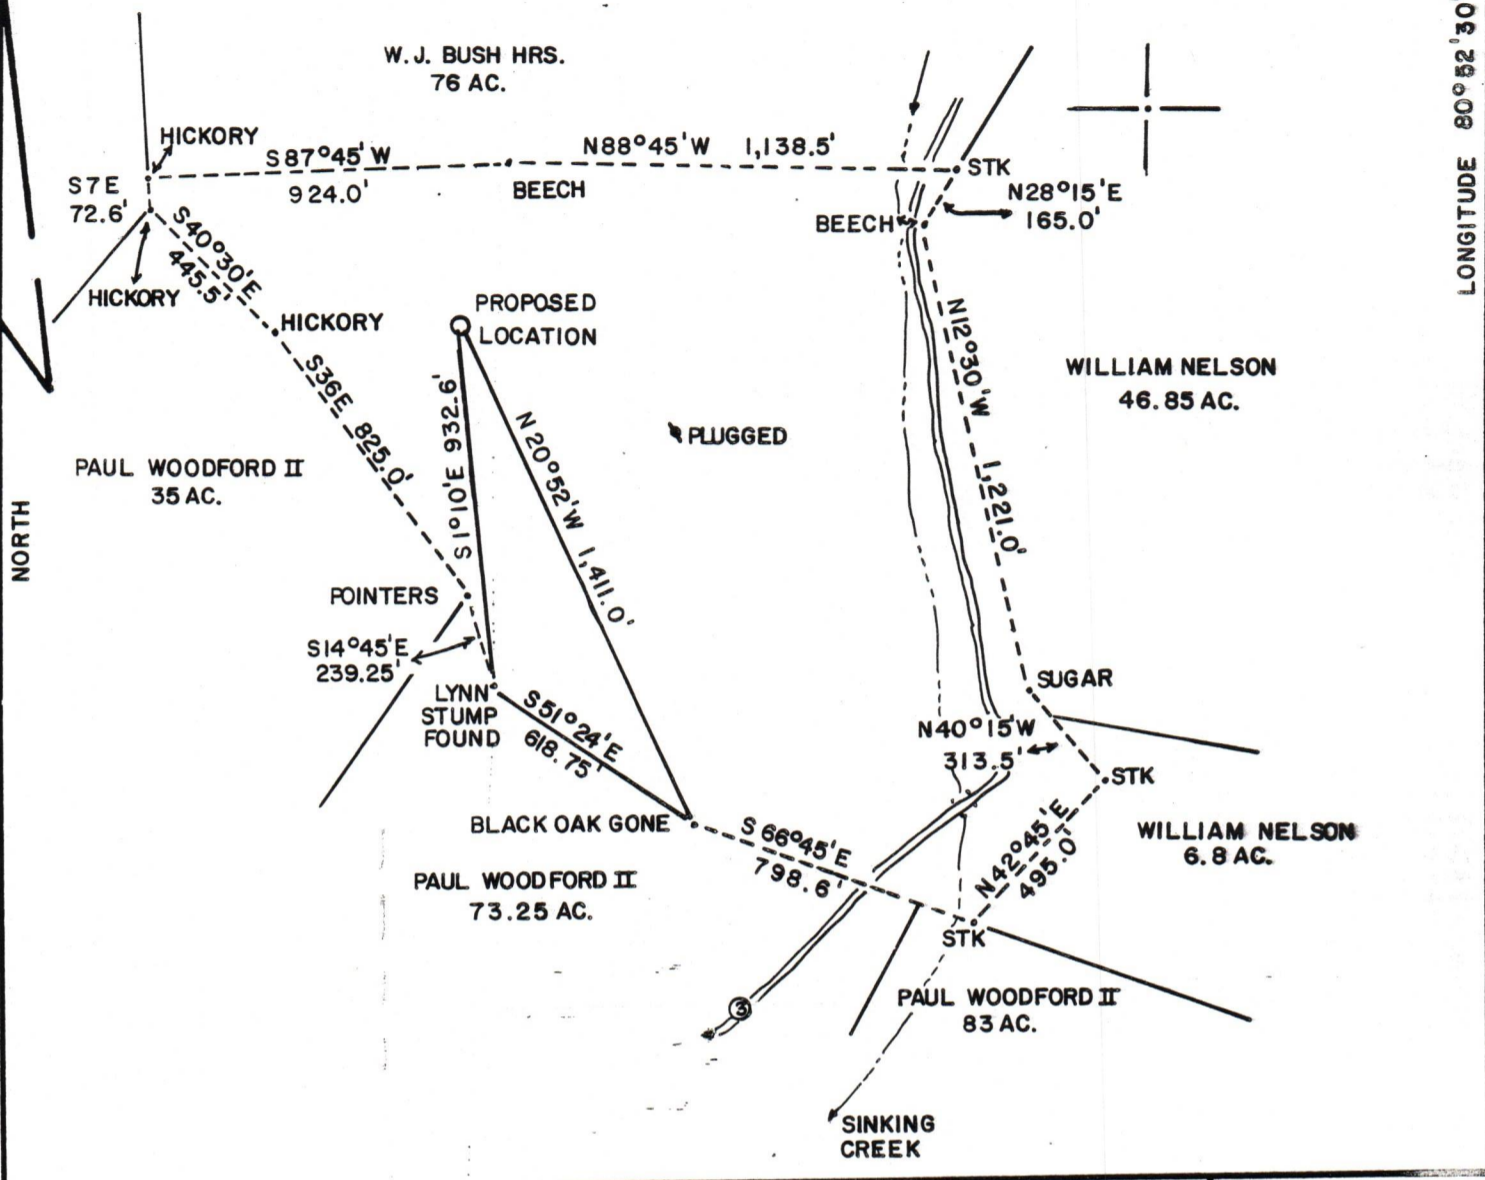 W. J. BUSH HRS.
76 AC.
LONGITUDE 80°52'30
HICKORY
S87°45'W
924.0'
BEECH
N88°45'W 1,138.5'
STK
N28°15'E
165.0'
BEECH
S7E
72.6'
S40°30'E
445.5'
HICKORY
HICKORY
PROPOSED
LOCATION
N12°30'W 1,221.0'
WILLIAM NELSON
46.85 AC.
S36E 825.0'
S1°10'E 932.6'
N20°52'W 1,411.0'
PLUGGED
PAUL WOODFORD II
35 AC.
NORTH
POINTERS
S14°45'E
239.25'
LYNN
STUMP
FOUND
S51°24'E
618.75'
SUGAR
N40°15'W
313.5'
STK
BLACK OAK GONE
S66°45'E
798.6'
N42°45'E
495.0'
WILLIAM NELSON
6.8 AC.
PAUL WOODFORD II
73.25 AC.
STK
3
PAUL WOODFORD II
83 AC.
SINKING
CREEK